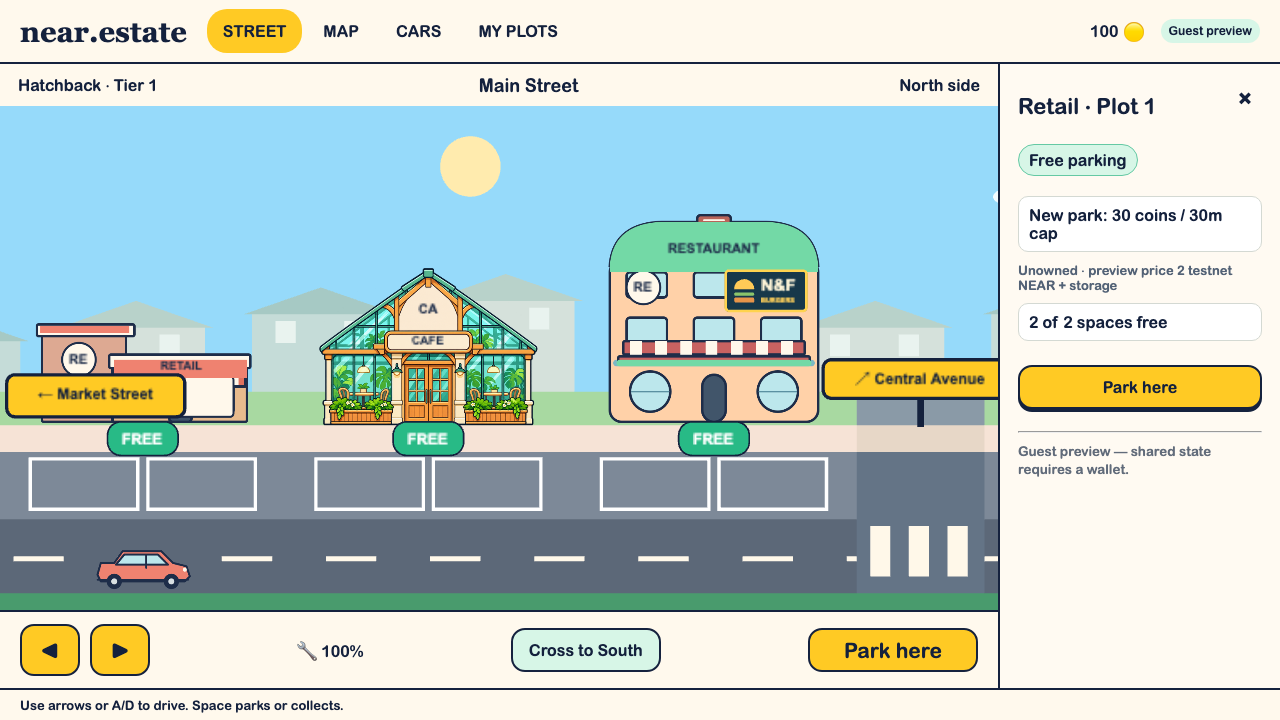 near.estate
STREET
MAP
CARS
MY PLOTS
100
Guest preview
Hatchback · Tier 1
Main Street
North side
RE
RETAIL
← Market Street
FREE
CA
CAFE
FREE
RESTAURANT
RE
N&F
BURGERS
FREE
↗ Central Avenue
◀
▶
100%
Cross to South
Park here
Use arrows or A/D to drive. Space parks or collects.
Retail · Plot 1
×
Free parking
New park: 30 coins / 30m
cap
Unowned · preview price 2 testnet
NEAR + storage
2 of 2 spaces free
Park here
Guest preview — shared state
requires a wallet.